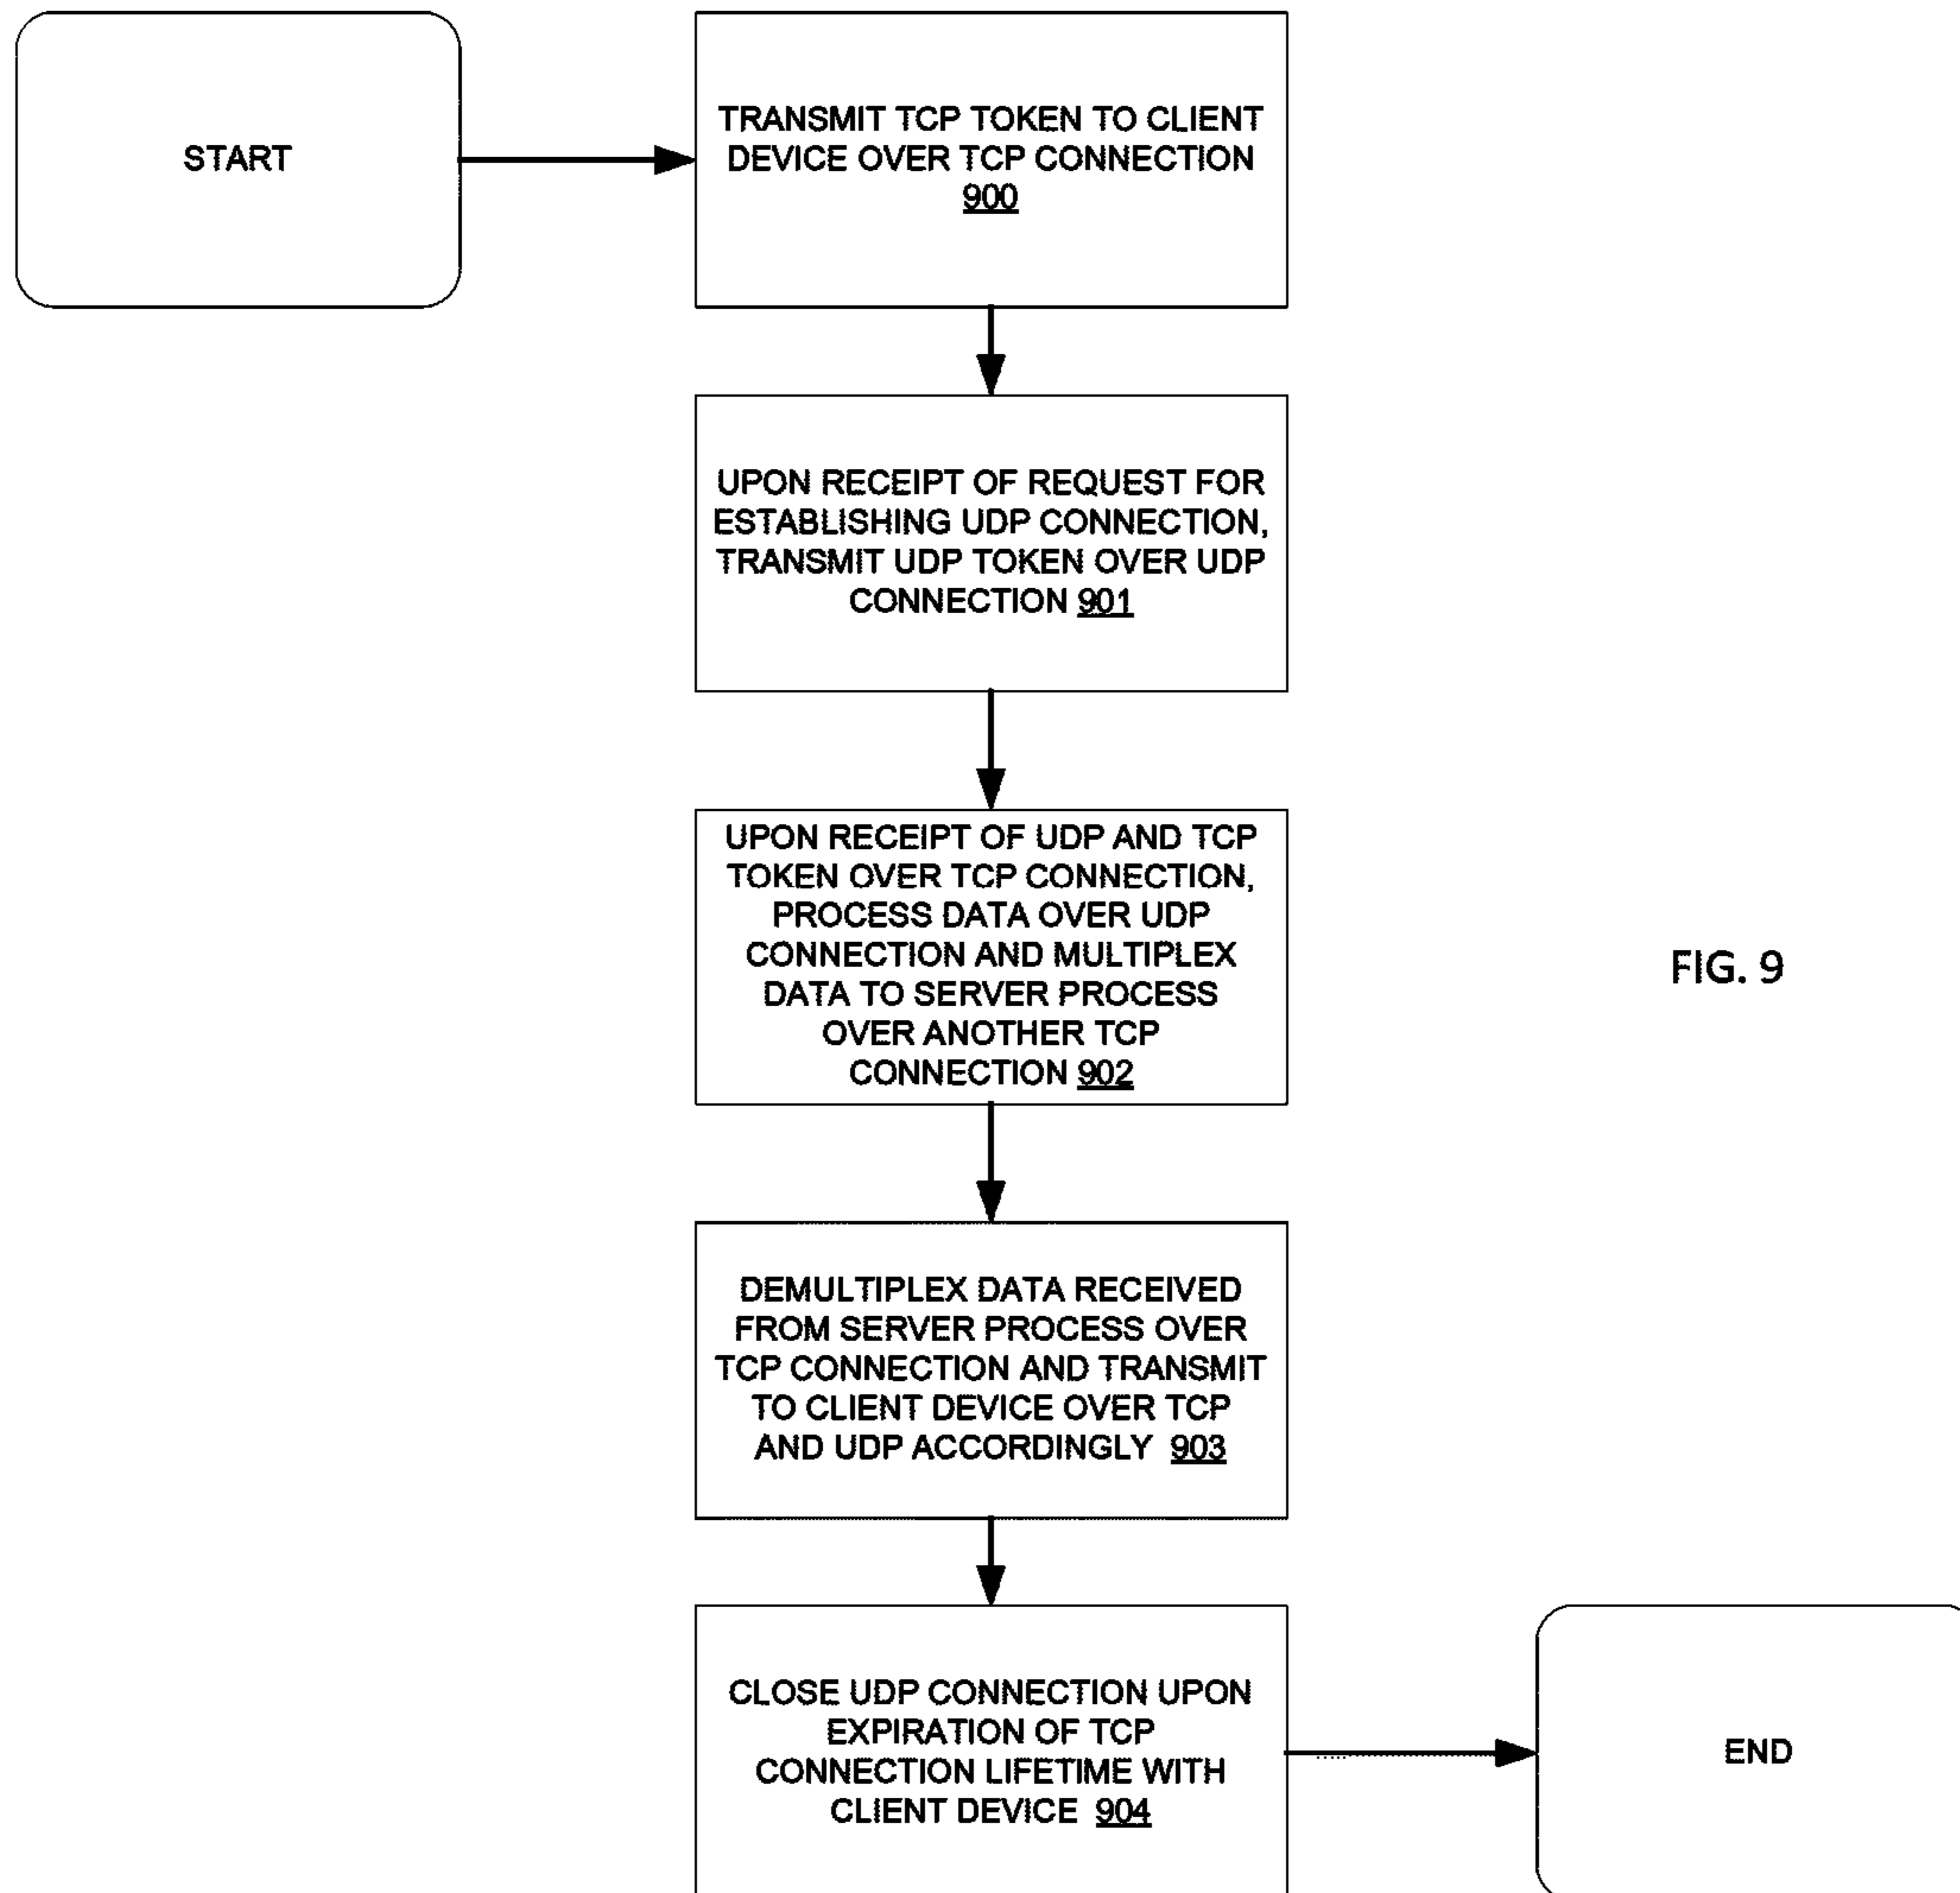 START
TRANSMIT TCP TOKEN TO CLIENT
DEVICE OVER TCP CONNECTION
900
UPON RECEIPT OF REQUEST FOR
ESTABLISHING UDP CONNECTION,
TRANSMIT UDP TOKEN OVER UDP
CONNECTION 901
UPON RECEIPT OF UDP AND TCP
TOKEN OVER TCP CONNECTION,
PROCESS DATA OVER UDP
CONNECTION AND MULTIPLEX
DATA TO SERVER PROCESS
OVER ANOTHER TCP
CONNECTION 902
FIG. 9
DEMULTIPLEX DATA RECEIVED
FROM SERVER PROCESS OVER
TCP CONNECTION AND TRANSMIT
TO CLIENT DEVICE OVER TCP
AND UDP ACCORDINGLY 903
CLOSE UDP CONNECTION UPON
EXPIRATION OF TCP
CONNECTION LIFETIME WITH
CLIENT DEVICE 904
END